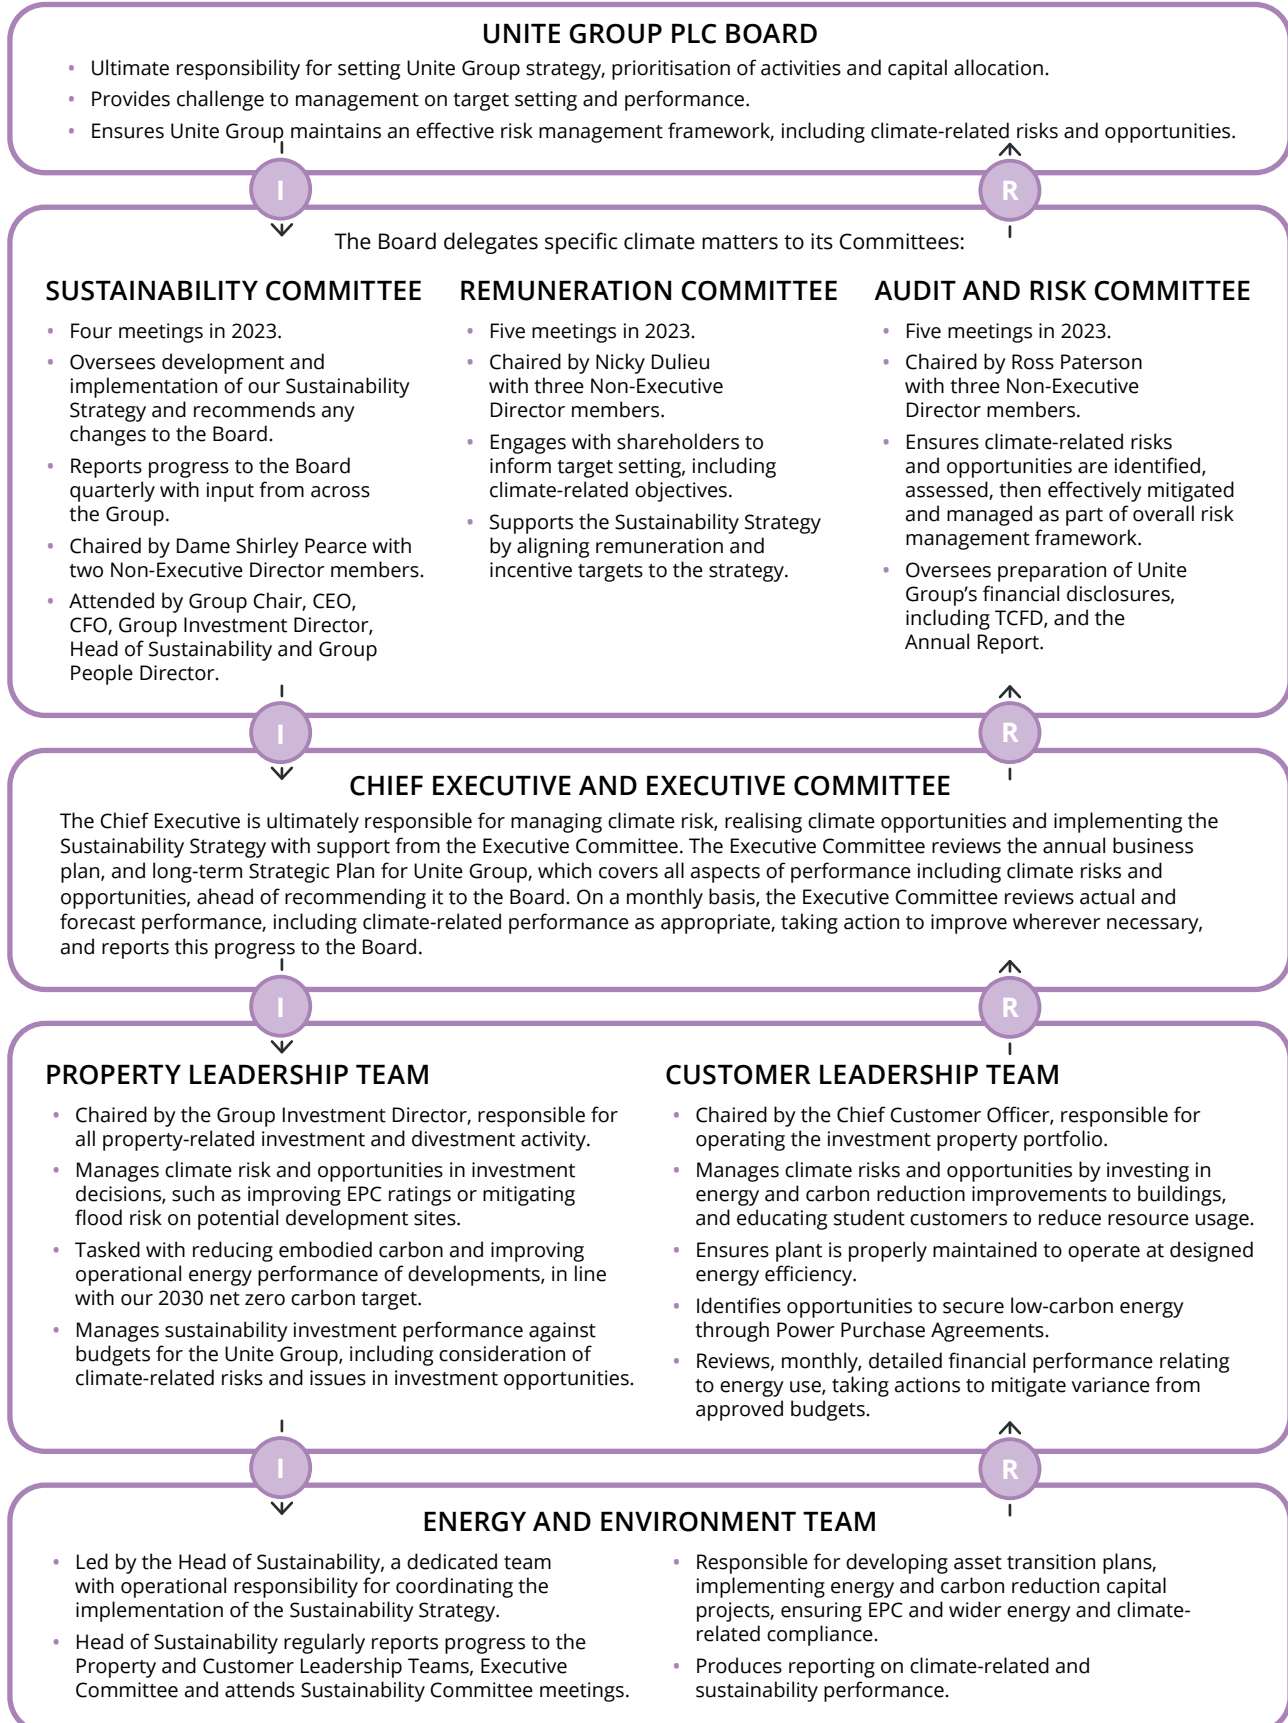 UNITE GROUP PLC BOARD
• Ultimate responsibility for setting Unite Group strategy, prioritisation of activities and capital allocation.
• Provides challenge to management on target setting and performance.
• Ensures Unite Group maintains an effective risk management framework, including climate-related risks and opportunities.
I
R
The Board delegates specific climate matters to its Committees:
SUSTAINABILITY COMMITTEE
• Four meetings in 2023.
• Oversees development and
implementation of our Sustainability
Strategy and recommends any
changes to the Board.
• Reports progress to the Board
quarterly with input from across
the Group.
• Chaired by Dame Shirley Pearce with
two Non-Executive Director members.
• Attended by Group Chair, CEO,
CFO, Group Investment Director,
Head of Sustainability and Group
People Director.
REMUNERATION COMMITTEE
• Five meetings in 2023.
• Chaired by Nicky Dulieu
with three Non-Executive
Director members.
• Engages with shareholders to
inform target setting, including
climate-related objectives.
• Supports the Sustainability Strategy
by aligning remuneration and
incentive targets to the strategy.
AUDIT AND RISK COMMITTEE
• Five meetings in 2023.
• Chaired by Ross Paterson
with three Non-Executive
Director members.
• Ensures climate-related risks
and opportunities are identified,
assessed, then effectively mitigated
and managed as part of overall risk
management framework.
• Oversees preparation of Unite
Group's financial disclosures,
including TCFD, and the
Annual Report.
I
R
CHIEF EXECUTIVE AND EXECUTIVE COMMITTEE
The Chief Executive is ultimately responsible for managing climate risk, realising climate opportunities and implementing the
Sustainability Strategy with support from the Executive Committee. The Executive Committee reviews the annual business
plan, and long-term Strategic Plan for Unite Group, which covers all aspects of performance including climate risks and
opportunities, ahead of recommending it to the Board. On a monthly basis, the Executive Committee reviews actual and
forecast performance, including climate-related performance as appropriate, taking action to improve wherever necessary,
and reports this progress to the Board.
I
R
PROPERTY LEADERSHIP TEAM
• Chaired by the Group Investment Director, responsible for
all property-related investment and divestment activity.
• Manages climate risk and opportunities in investment
decisions, such as improving EPC ratings or mitigating
flood risk on potential development sites.
• Tasked with reducing embodied carbon and improving
operational energy performance of developments, in line
with our 2030 net zero carbon target.
• Manages sustainability investment performance against
budgets for the Unite Group, including consideration of
climate-related risks and issues in investment opportunities.
CUSTOMER LEADERSHIP TEAM
• Chaired by the Chief Customer Officer, responsible for
operating the investment property portfolio.
• Manages climate risks and opportunities by investing in
energy and carbon reduction improvements to buildings,
and educating student customers to reduce resource usage.
• Ensures plant is properly maintained to operate at designed
energy efficiency.
• Identifies opportunities to secure low-carbon energy
through Power Purchase Agreements.
• Reviews, monthly, detailed financial performance relating
to energy use, taking actions to mitigate variance from
approved budgets.
I
R
ENERGY AND ENVIRONMENT TEAM
• Led by the Head of Sustainability, a dedicated team
with operational responsibility for coordinating the
implementation of the Sustainability Strategy.
• Head of Sustainability regularly reports progress to the
Property and Customer Leadership Teams, Executive
Committee and attends Sustainability Committee meetings.
• Responsible for developing asset transition plans,
implementing energy and carbon reduction capital
projects, ensuring EPC and wider energy and climate-
related compliance.
• Produces reporting on climate-related and
sustainability performance.